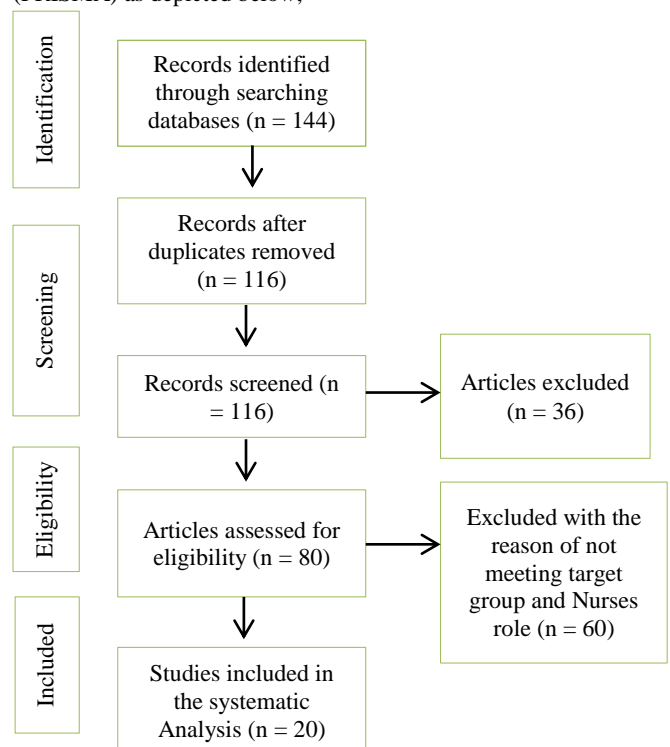 (PRISMA) as depicted below;
Identification
Records identified
through searching
databases (n = 144)
Screening
Records after
duplicates removed
(n = 116)
Records screened (n
= 116)
Articles excluded
(n = 36)
Eligibility
Articles assessed for
eligibility (n = 80)
Excluded with the
reason of not
meeting target
group and Nurses
role (n = 60)
Included
Studies included in
the systematic
Analysis (n = 20)